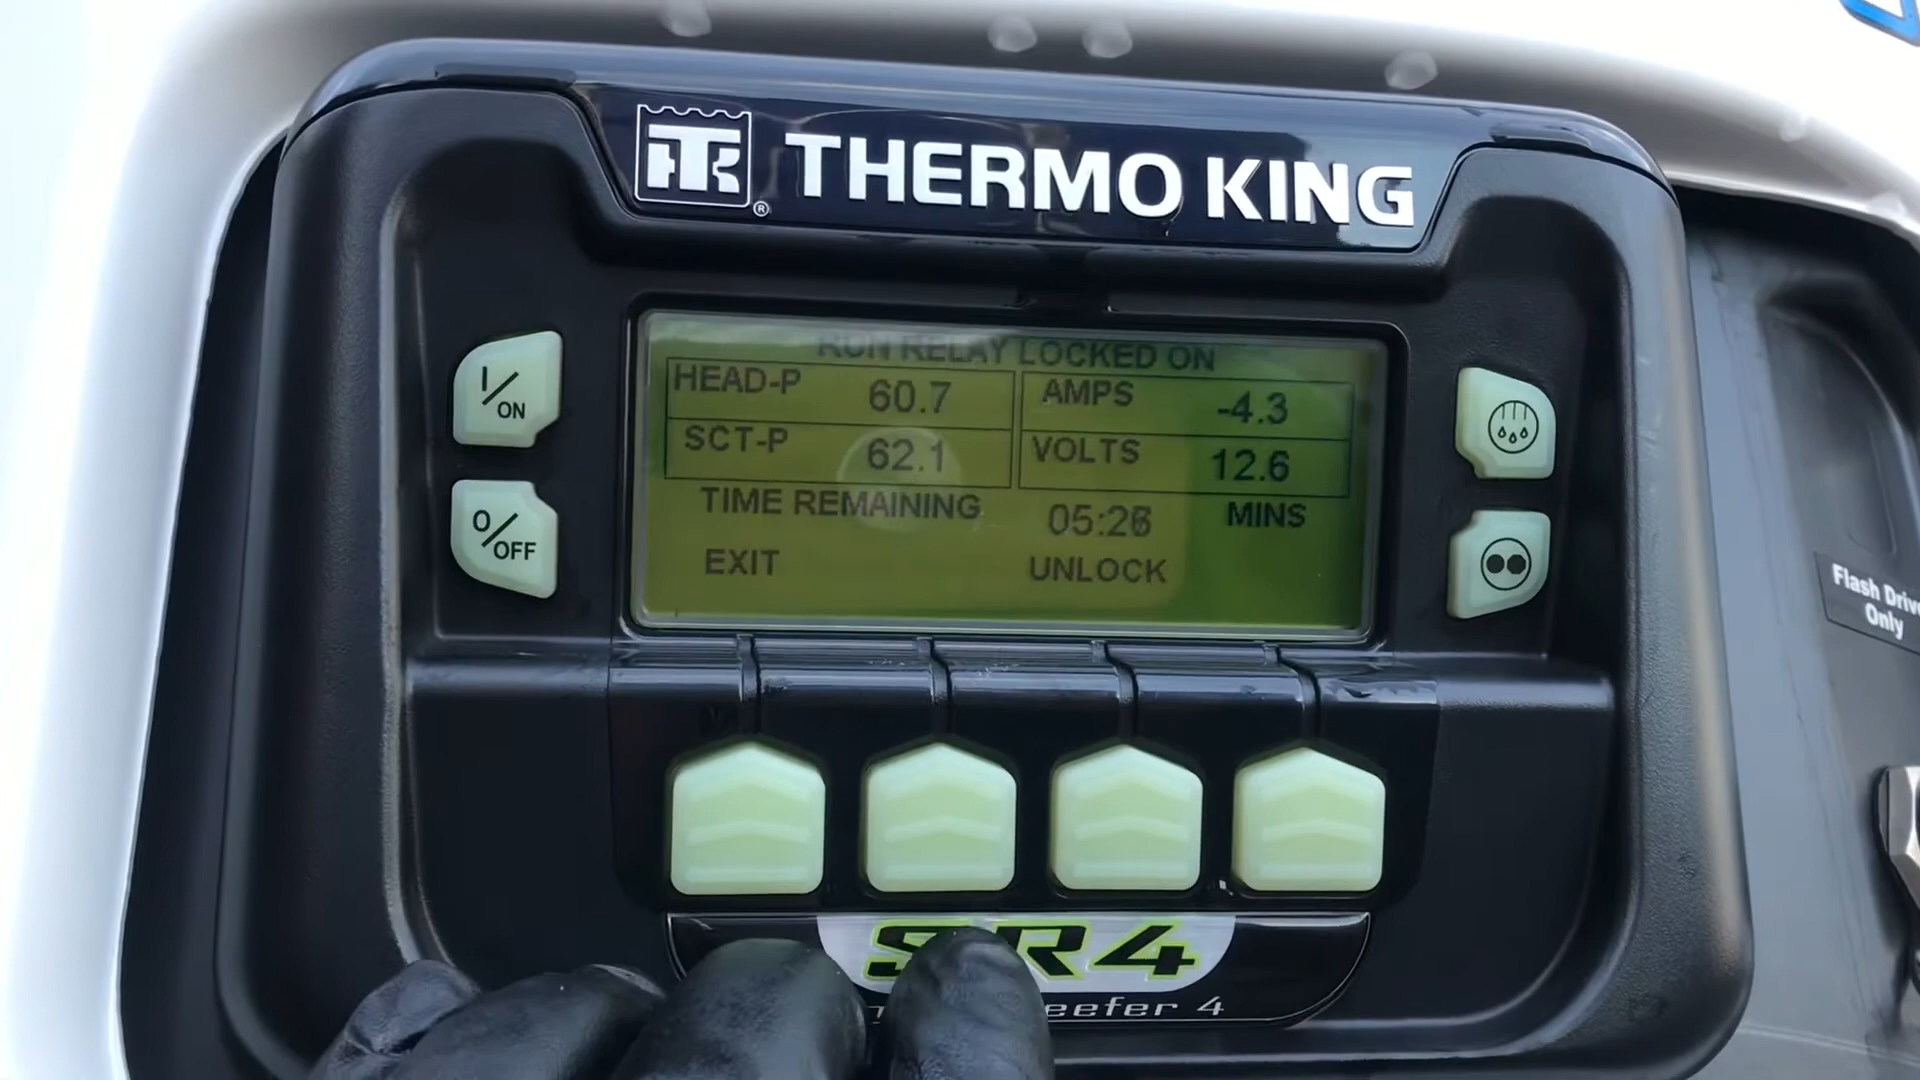 THERMO KING
®
RUN RELAY LOCKED ON
HEAD-P 60.7 AMPS -4.3
SCT-P 62.1 VOLTS 12.6
TIME REMAINING MINS
EXIT UNLOCK
I/ON
O/OFF
Flash Drive
Only
SR4
eefer 4